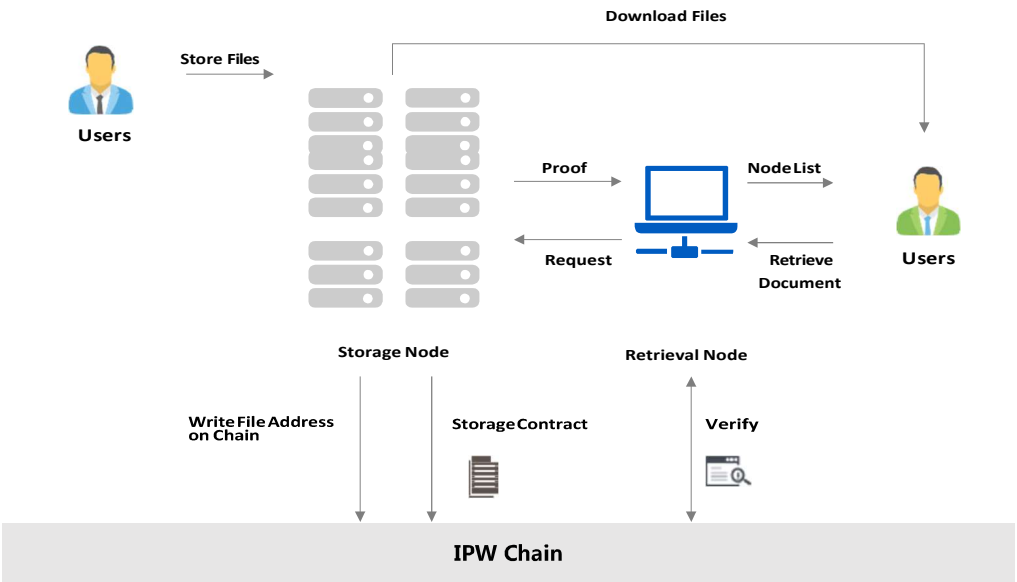 Download Files
Store Files
Users
Proof
Node List
Request
Retrieve
Document
Users
Storage Node
Retrieval Node
Write File Address
on Chain
Storage Contract
Verify
IPW Chain